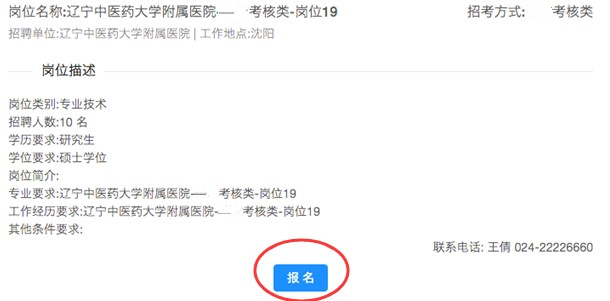 岗位名称:辽宁中医药大学附属医院-— 考核类-岗位19 招考方式: 考核类
招聘单位:辽宁中医药大学附属医院 | 工作地点:沈阳
岗位描述
岗位类别:专业技术
招聘人数:10 名
学历要求:研究生
学位要求:硕士学位
岗位简介:
专业要求:辽宁中医药大学附属医院-— 考核类-岗位19
工作经历要求:辽宁中医药大学附属医院-— 考核类-岗位19
其他条件要求:
联系电话: 王倩 024-22226660
报 名